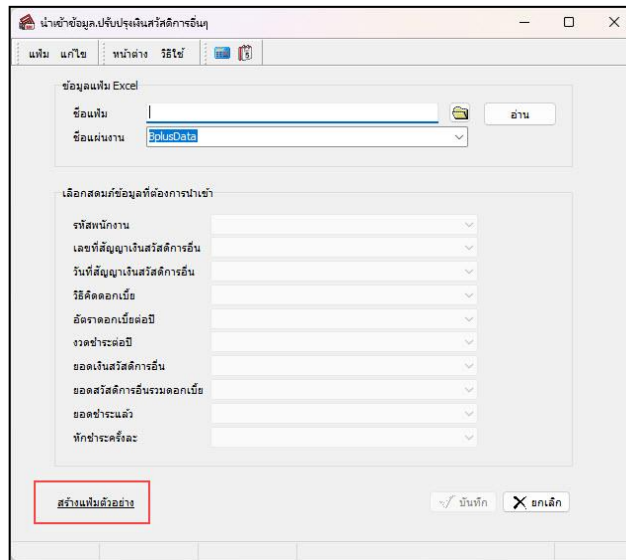 นำเข้าข้อมูล.ปรับปรุงเงินสวัสดิการอื่นๆ
แฟ้ม แก้ไข หน้าต่าง วิธีใช้
ข้อมูลแฟ้ม Excel
ชื่อแฟ้ม อ่าน
ชื่อแผ่นงาน BplusData
เลือกสดมภ์ข้อมูลที่ต้องการนำเข้า
รหัสพนักงาน
เลขที่สัญญาเงินสวัสดิการอื่น
วันที่สัญญาเงินสวัสดิการอื่น
วิธีคิดดอกเบี้ย
อัตราดอกเบี้ยต่อปี
งวดชำระต่อปี
ยอดเงินสวัสดิการอื่น
ยอดสวัสดิการอื่นรวมดอกเบี้ย
ยอดชำระแล้ว
หักชำระครั้งละ
สร้างแฟ้มตัวอย่าง บันทึก ยกเลิก